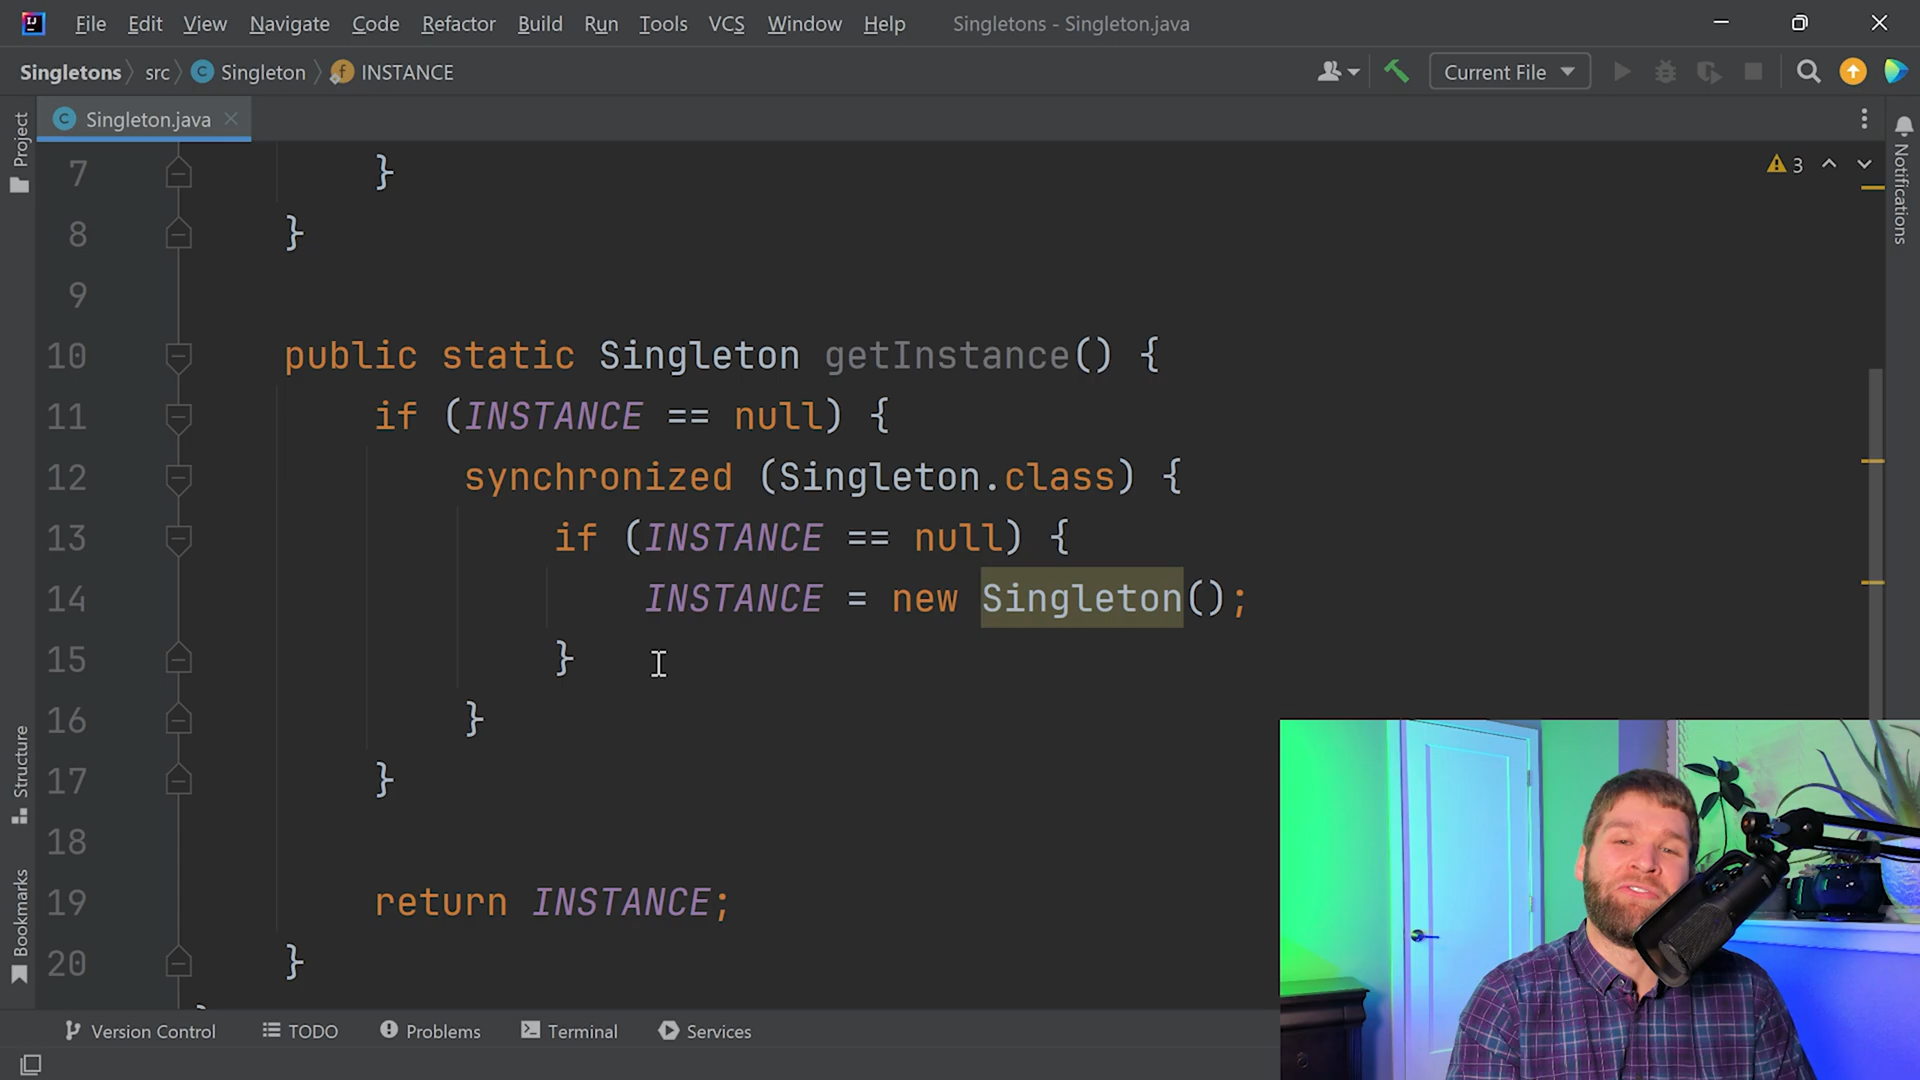 File Edit View Navigate Code Refactor Build Run Tools VCS Window Help Singletons - Singleton.java
Singletons src Singleton INSTANCE Current File
Project
Singleton.java
3
Notifications
7 }
8 }
9
10 public static Singleton getInstance() {
11 if (INSTANCE == null) {
12 synchronized (Singleton.class) {
13 if (INSTANCE == null) {
14 INSTANCE = new Singleton();
15 }
16 }
17 }
18
19 return INSTANCE;
20 }
Structure
Bookmarks
Version Control TODO Problems Terminal Services